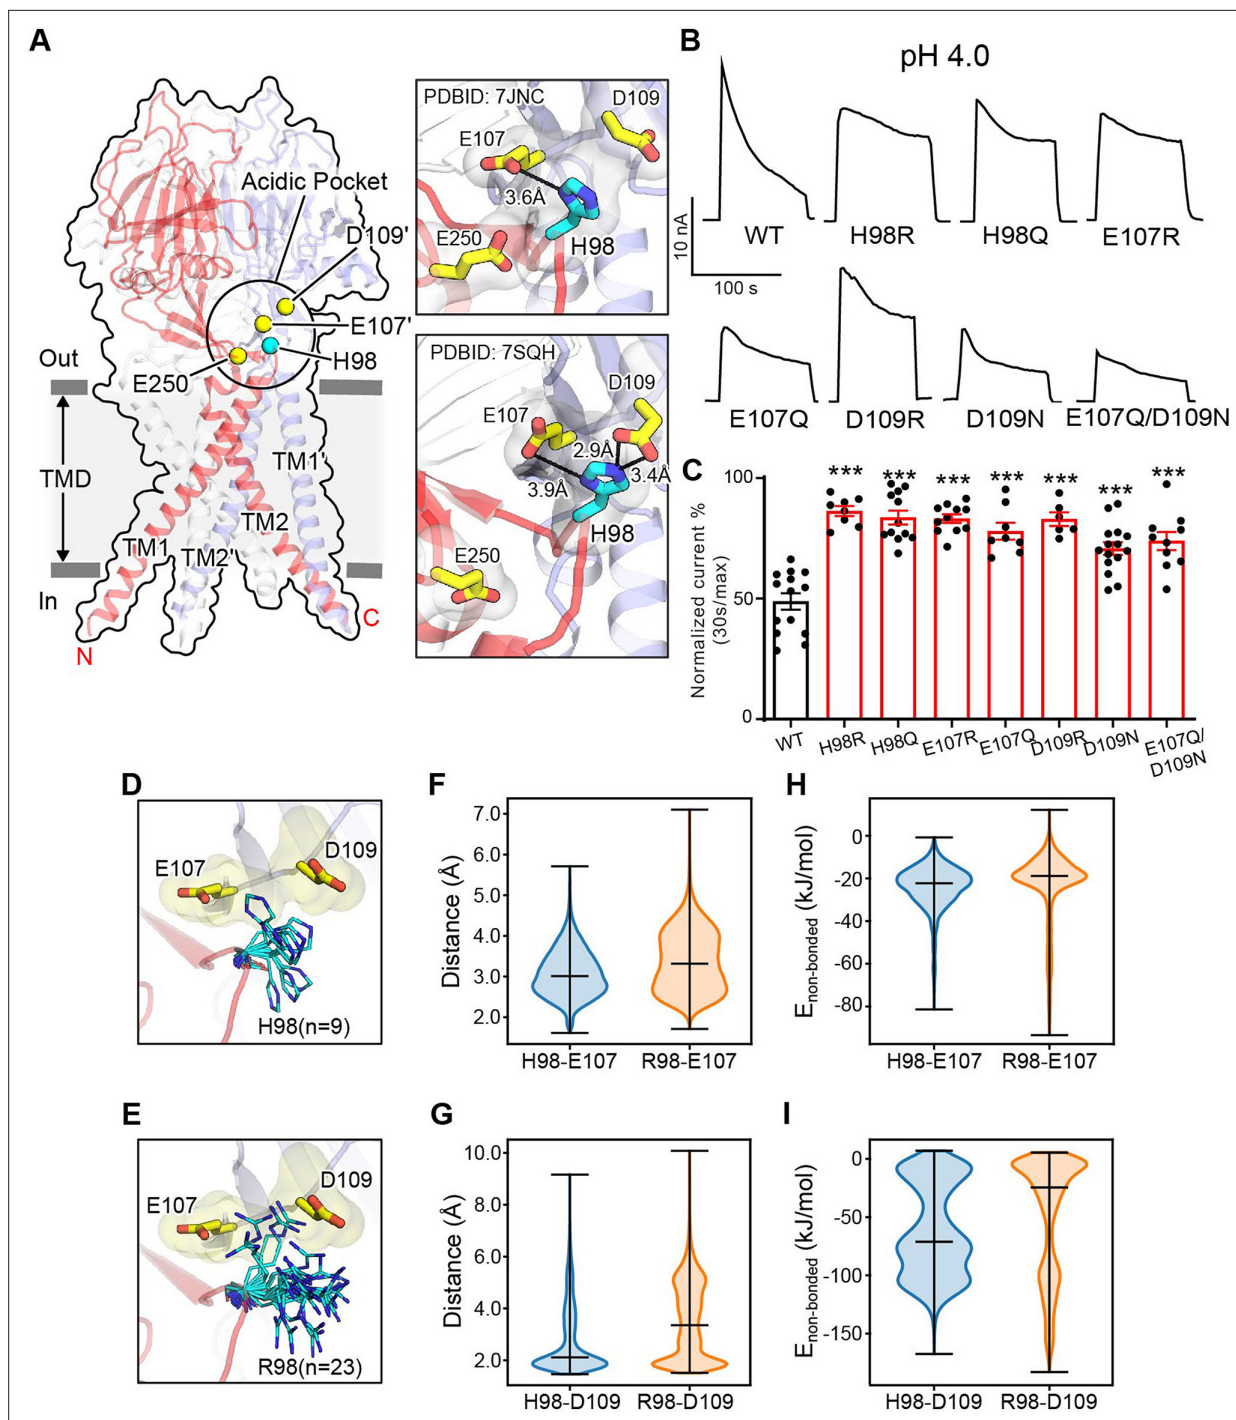 A
Acidic Pocket
D109'
E107'
H98
E250
Out
TMD
In
TM1
TM2'
TM2
TM1'
N
C
PDBID: 7JNC
D109
E107
3.6Å
E250
H98
PDBID: 7SQH
D109
E107
2.9Å
3.9Å
3.4Å
H98
E250
B
pH 4.0
WT
H98R
H98Q
E107R
10 nA
100 s
E107Q
D109R
D109N
E107Q/D109N
C
Normalized current %
(30s/max)
100
50
0
*** *** *** *** *** *** ***
WT
H98R
H98Q
E107R
E107Q
D109R
D109N
E107Q/
D109N
D
E107
D109
H98(n=9)
E
E107
D109
R98(n=23)
F
Distance (Å)
7.0
6.0
5.0
4.0
3.0
2.0
H98-E107 R98-E107
G
Distance (Å)
10.0
8.0
6.0
4.0
2.0
H98-D109 R98-D109
H
Enon-bonded (kJ/mol)
0
-20
-40
-60
-80
H98-E107 R98-E107
I
Enon-bonded (kJ/mol)
0
-50
-100
-150
H98-D109 R98-D109